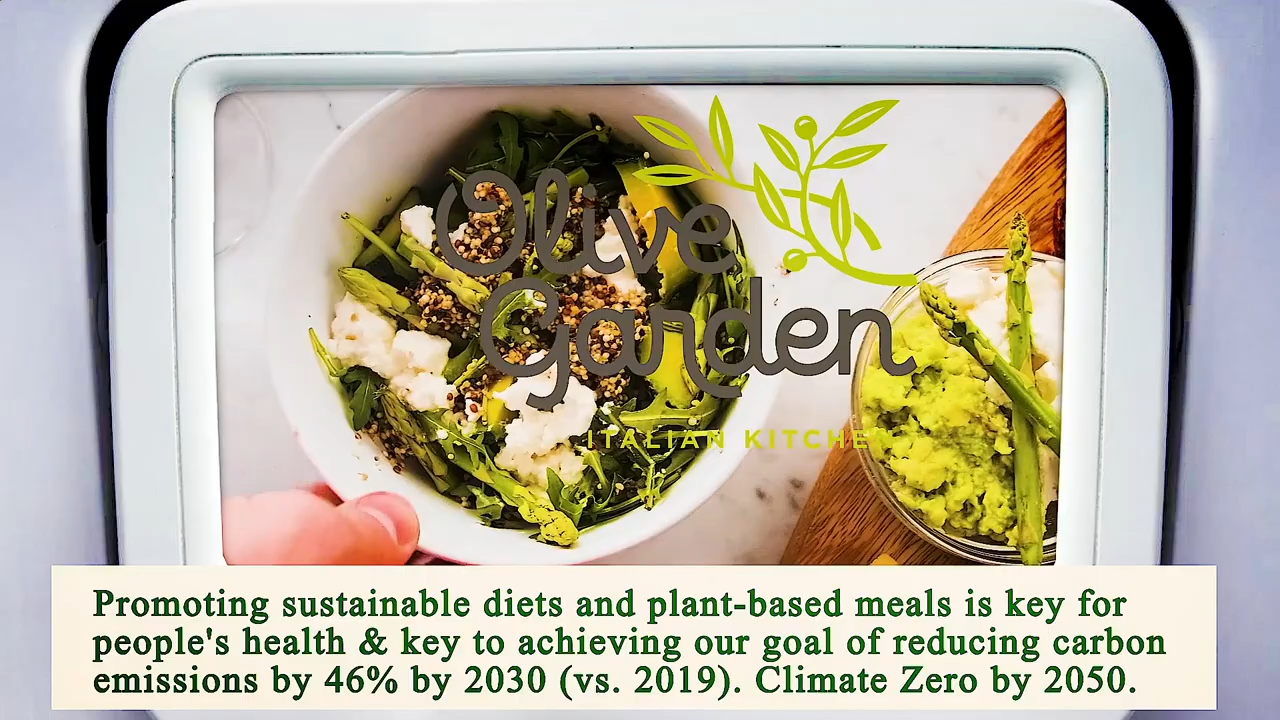 Olive
Garden
ITALIAN KITCHEN
Promoting sustainable diets and plant-based meals is key for
people's health & key to achieving our goal of reducing carbon
emissions by 46% by 2030 (vs. 2019). Climate Zero by 2050.